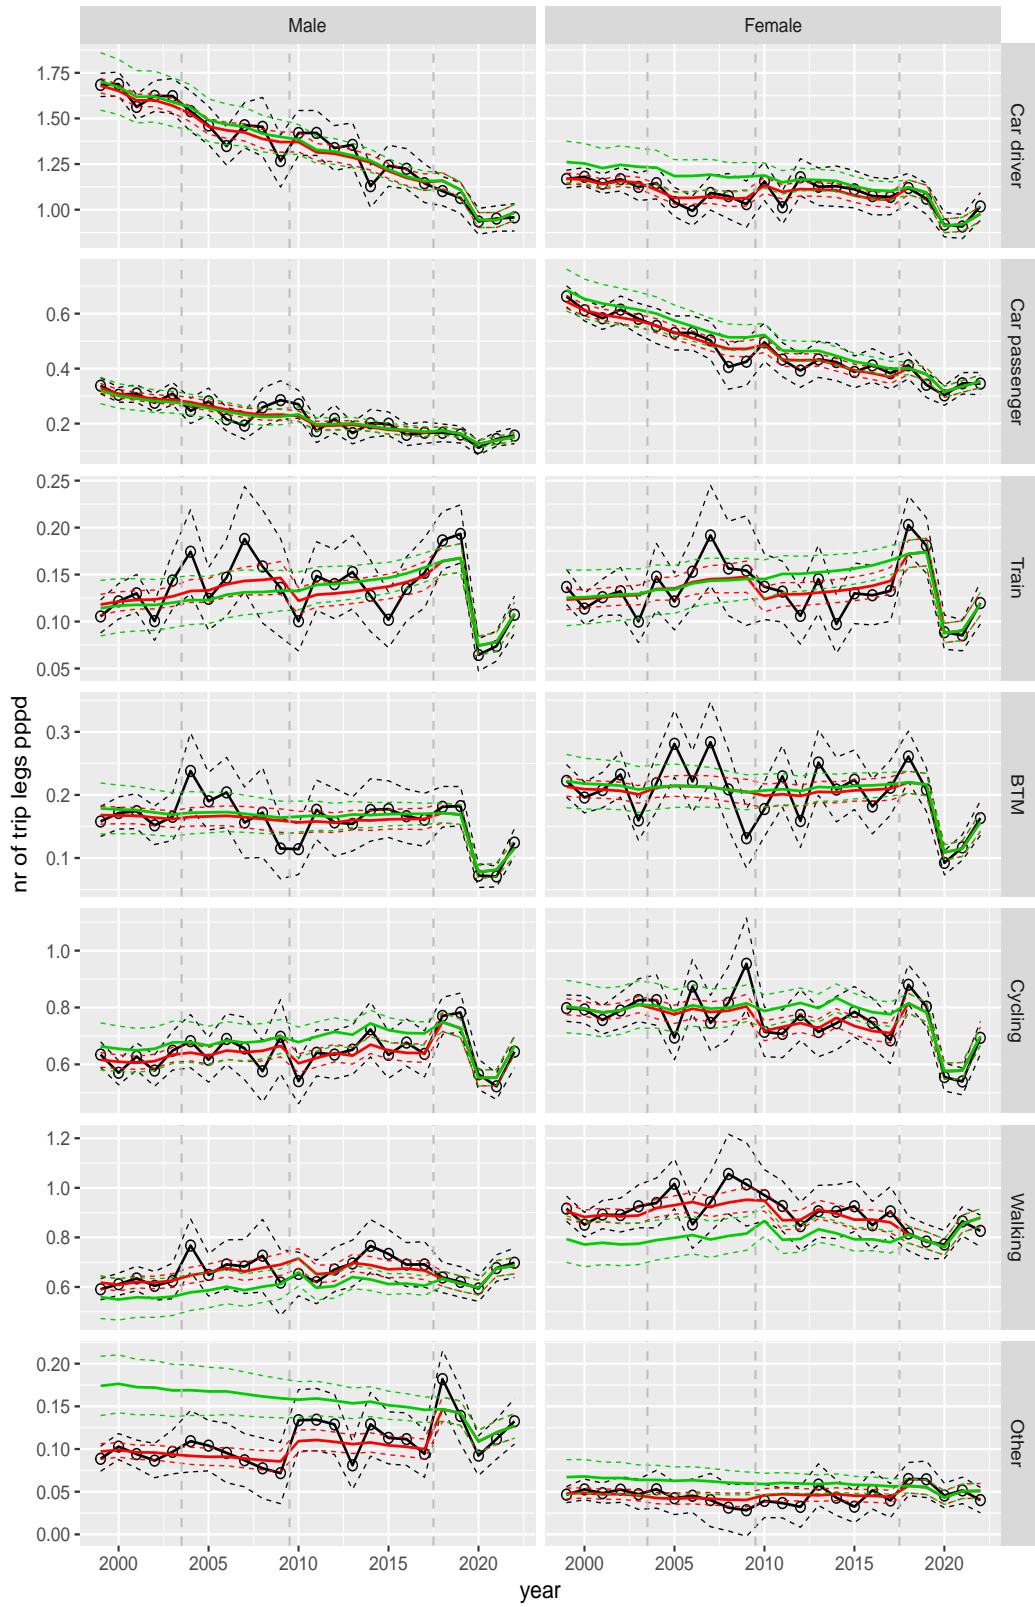 Male Female
1.75
1.50
1.25
1.00
Car driver
0.6
0.4
0.2
Car passenger
0.25
0.20
0.15
0.10
0.05
Train
0.3
0.2
0.1
BTM
1.0
0.8
0.6
Cycling
1.2
1.0
0.8
0.6
Walking
0.20
0.15
0.10
0.05
0.00
Other
nr of trip legs pppd
2000 2005 2010 2015 2020 2000 2005 2010 2015 2020
year